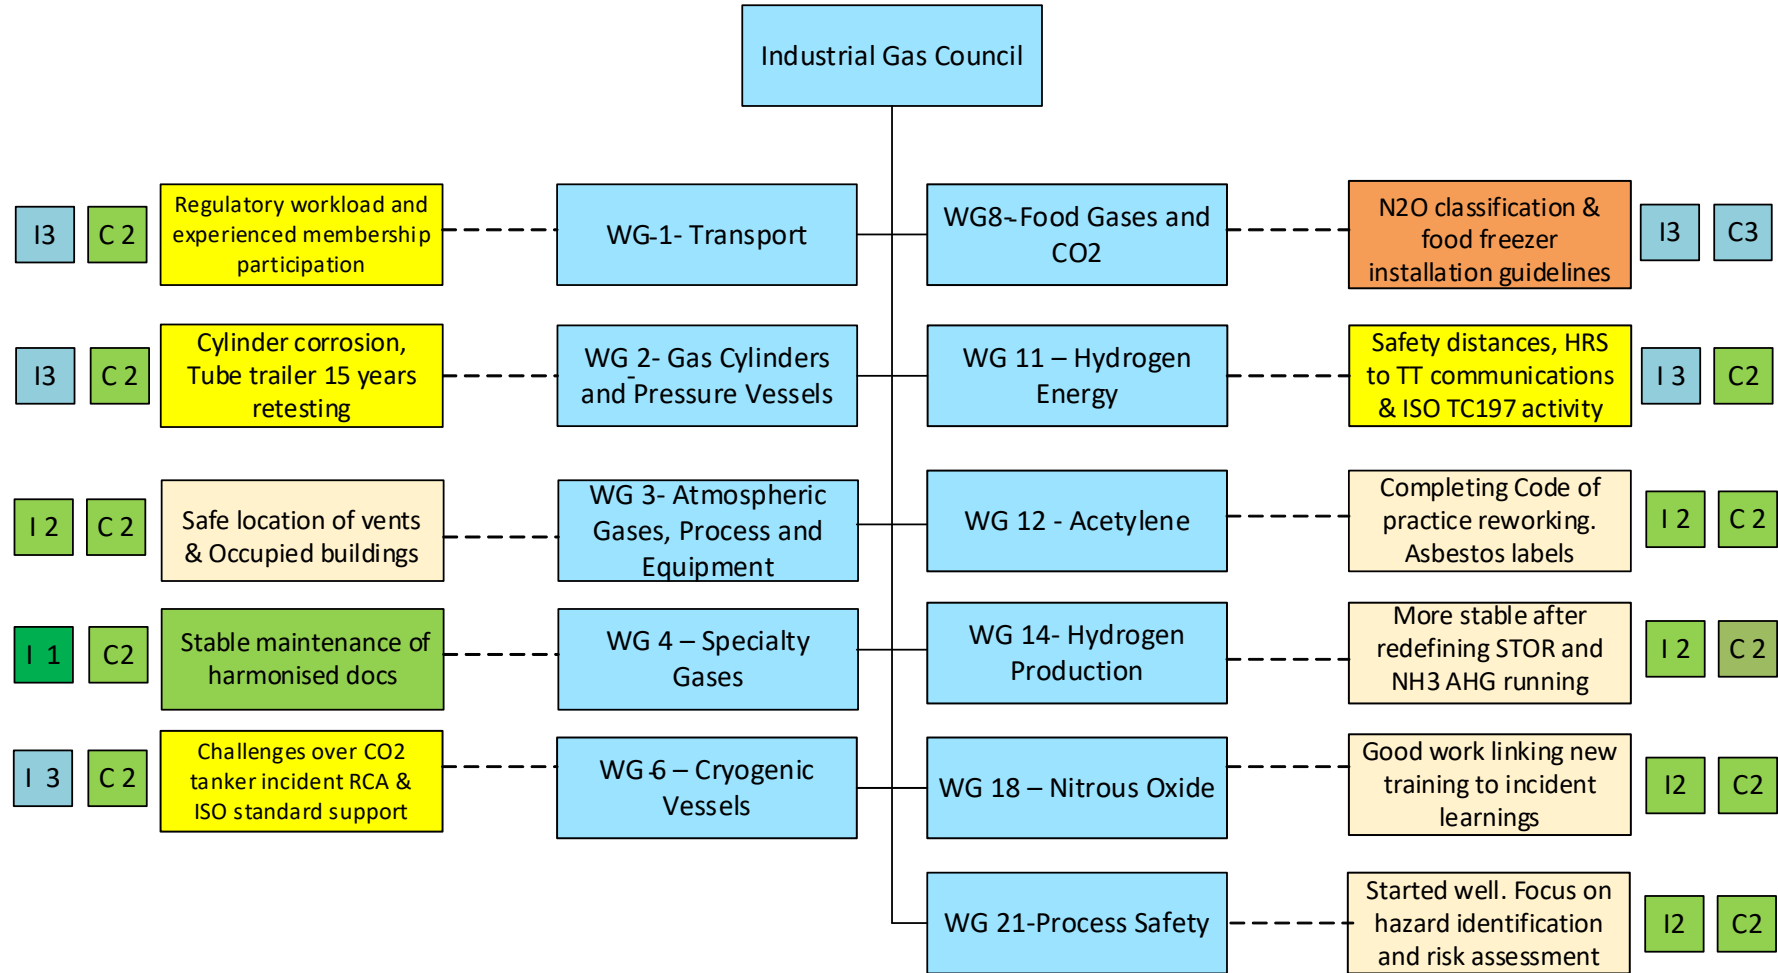 Industrial Gas Council
I3
C 2
Regulatory workload and
experienced membership
participation
WG-1- Transport
WG8--Food Gases and
CO2
N2O classification &
food freezer
installation guidelines
I3
C3
I3
C 2
Cylinder corrosion,
Tube trailer 15 years
retesting
WG 2- Gas Cylinders
and Pressure Vessels
WG 11 – Hydrogen
Energy
Safety distances, HRS
to TT communications
& ISO TC197 activity
I 3
C2
I 2
C 2
Safe location of vents
& Occupied buildings
WG 3- Atmospheric
Gases, Process and
Equipment
WG 12 - Acetylene
Completing Code of
practice reworking.
Asbestos labels
I 2
C 2
I 1
C2
Stable maintenance of
harmonised docs
WG 4 – Specialty
Gases
WG 14- Hydrogen
Production
More stable after
redefining STOR and
NH3 AHG running
I 2
C 2
I 3
C 2
Challenges over CO2
tanker incident RCA &
ISO standard support
WG -6 – Cryogenic
Vessels
WG 18 – Nitrous Oxide
Good work linking new
training to incident
learnings
I2
C2
WG 21-Process Safety
Started well. Focus on
hazard identification
and risk assessment
I2
C2